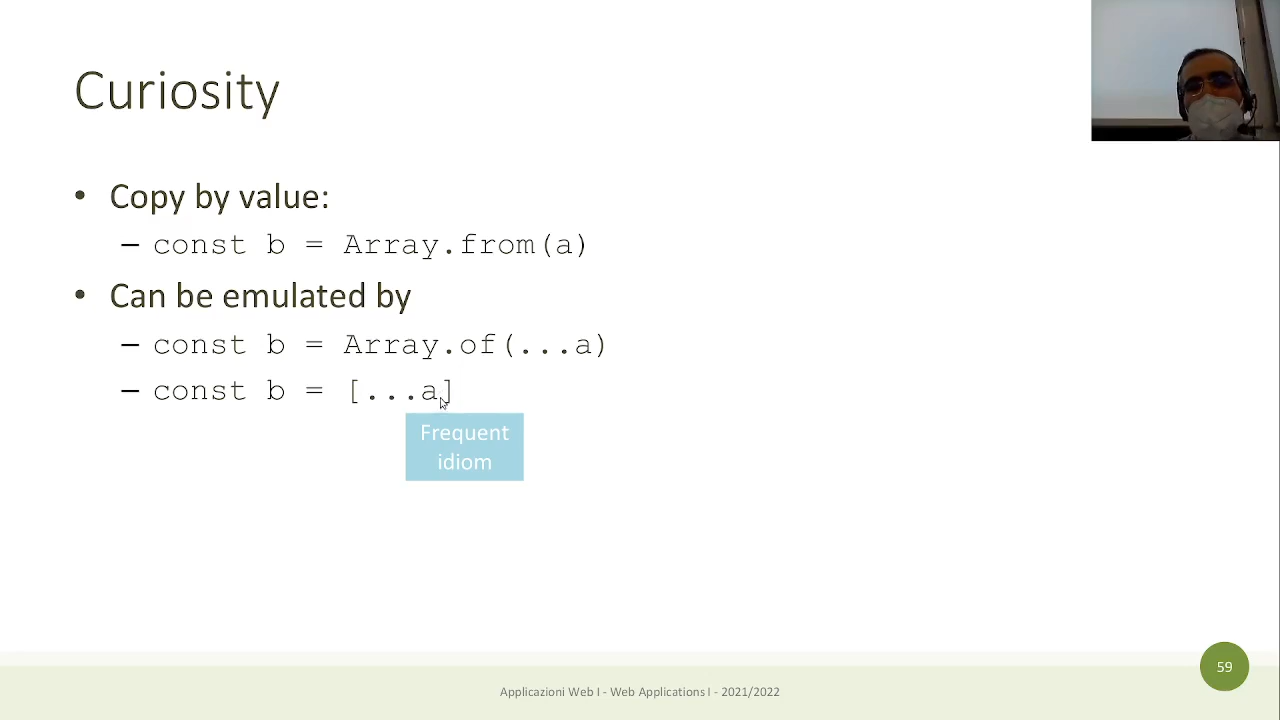 Curiosity
• Copy by value:
– const b = Array.from(a)
• Can be emulated by
– const b = Array.of(...a)
– const b = [...a]
Frequent
idiom
59
Applicazioni Web I - Web Applications I - 2021/2022